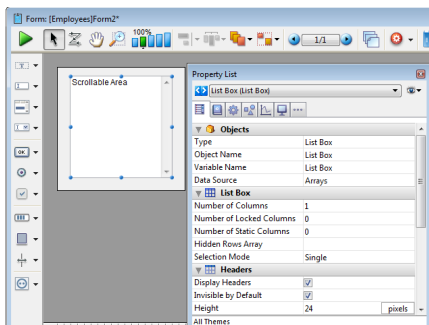 Form: [Employees]Form2*
100%
1/1
Scrollable Area
Property List
List Box (List Box)
OK
Objects
Type List Box
Object Name List Box
Variable Name List Box
Data Source Arrays
List Box
Number of Columns 1
Number of Locked Columns 0
Number of Static Columns 0
Hidden Rows Array
Selection Mode Single
Headers
Display Headers
Invisible by Default
Height 24 pixels
All Themes